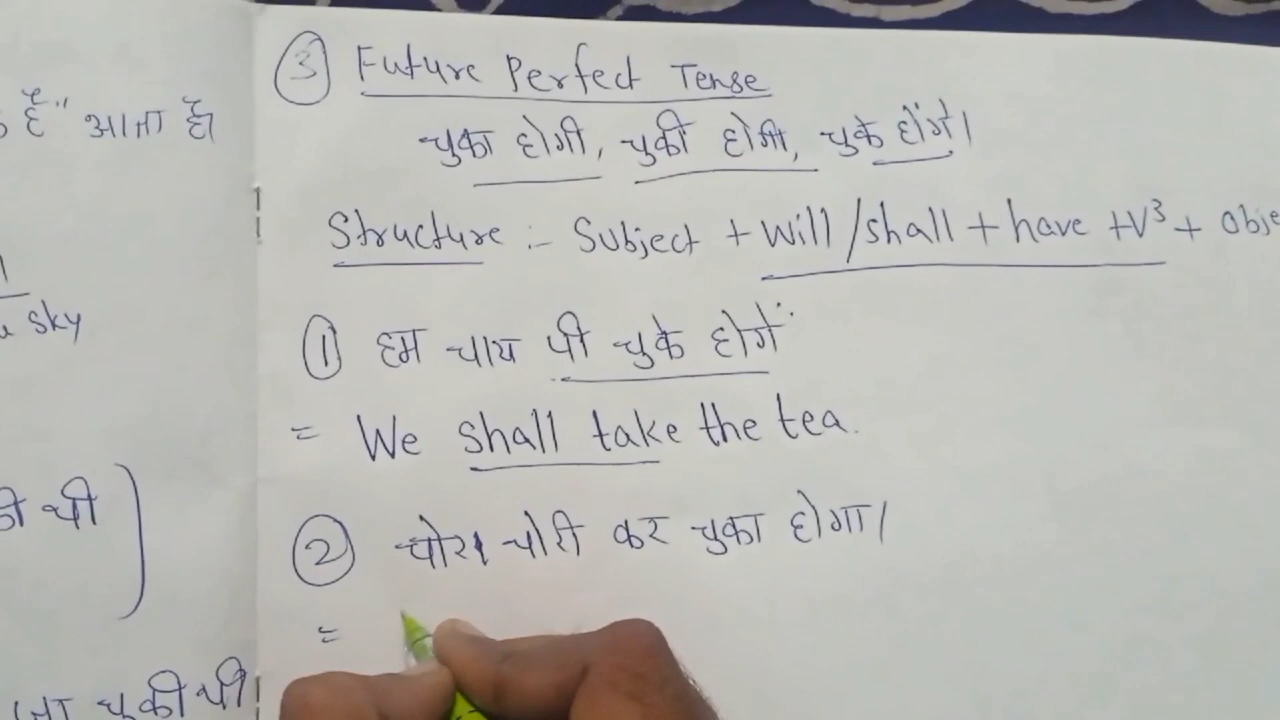 है" आता है।
sky
थी
चुकी थी
③ Future Perfect Tense
चुका होगी, चुकी होगी, चुके होंगे।
Structure :- Subject + Will/shall + have + V³ + Obje
① हम चाय पी चुके होगें
= We shall take the tea.
② चोर चोरी कर चुका होगा।
=